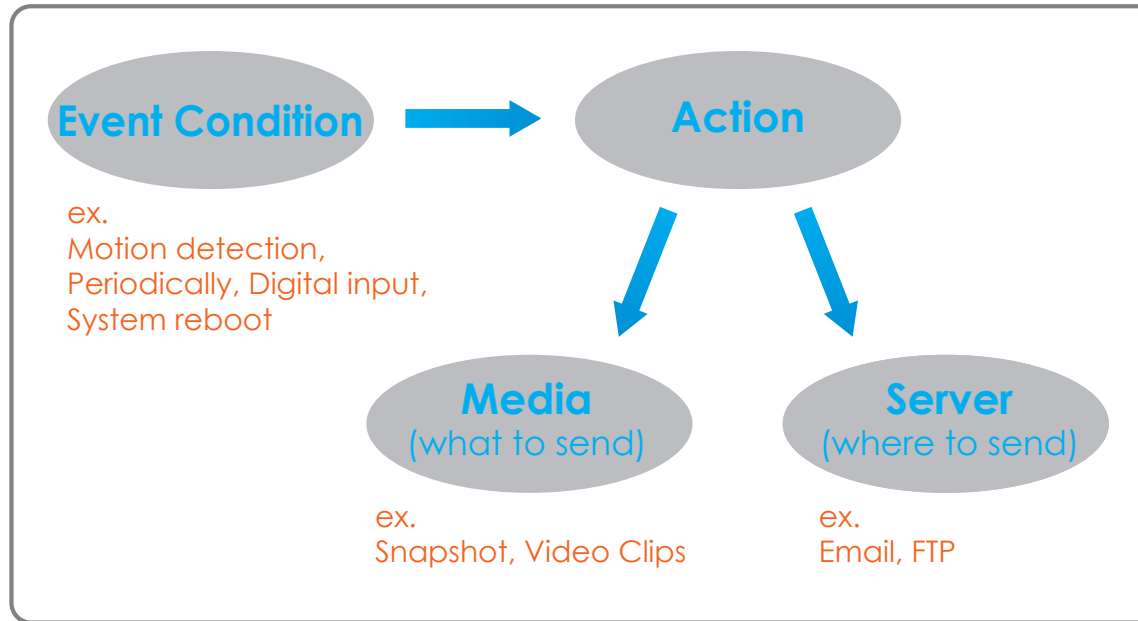 Event Condition
Action
ex.
Motion detection,
Periodically, Digital input,
System reboot
Media
(what to send)
ex.
Snapshot, Video Clips
Server
(where to send)
ex.
Email, FTP